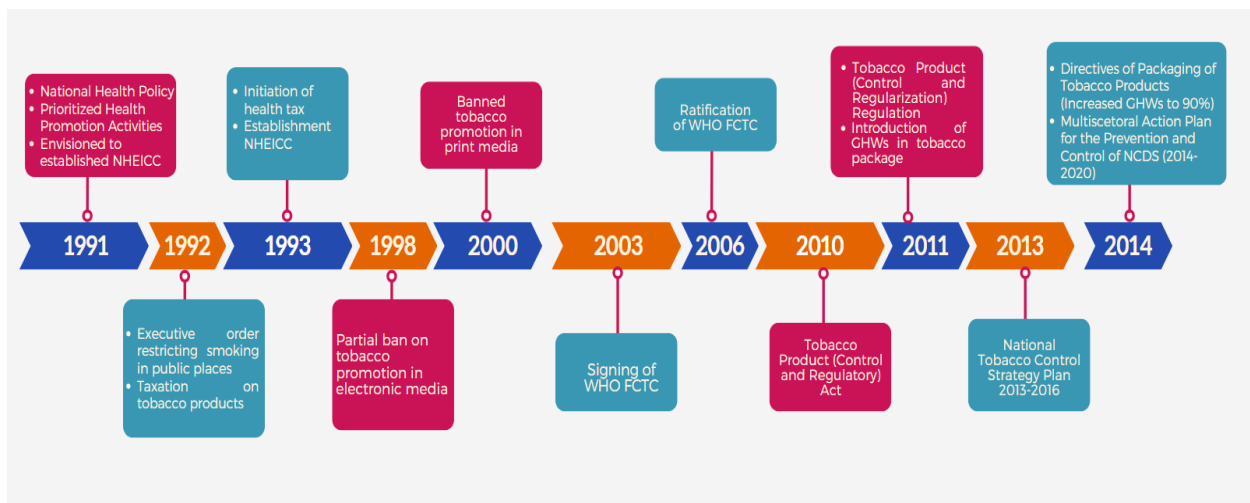 • National Health Policy
• Prioritized Health
Promotion Activities
• Envisioned to
established NHEICC
• Initiation of
health tax
• Establishment
NHEICC
Banned
tobacco
promotion in
print media
Ratification
of WHO FCTC
• Tobacco Product
(Control and
Regularization)
Regulation
• Introduction of
GHWs in tobacco
package
• Directives of Packaging of
Tobacco Products
(Increased GHWs to 90%)
• Multiscetoral Action Plan
for the Prevention and
Control of NCDS (2014-
2020)
1991 1992 1993 1998 2000 2003 2006 2010 2011 2013 2014
• Executive order
restricting smoking
in public places
• Taxation on
tobacco products
Partial ban on
tobacco
promotion in
electronic media
Signing of
WHO FCTC
Tobacco
Product (Control
and Regulatory)
Act
National
Tobacco Control
Strategy Plan
2013-2016